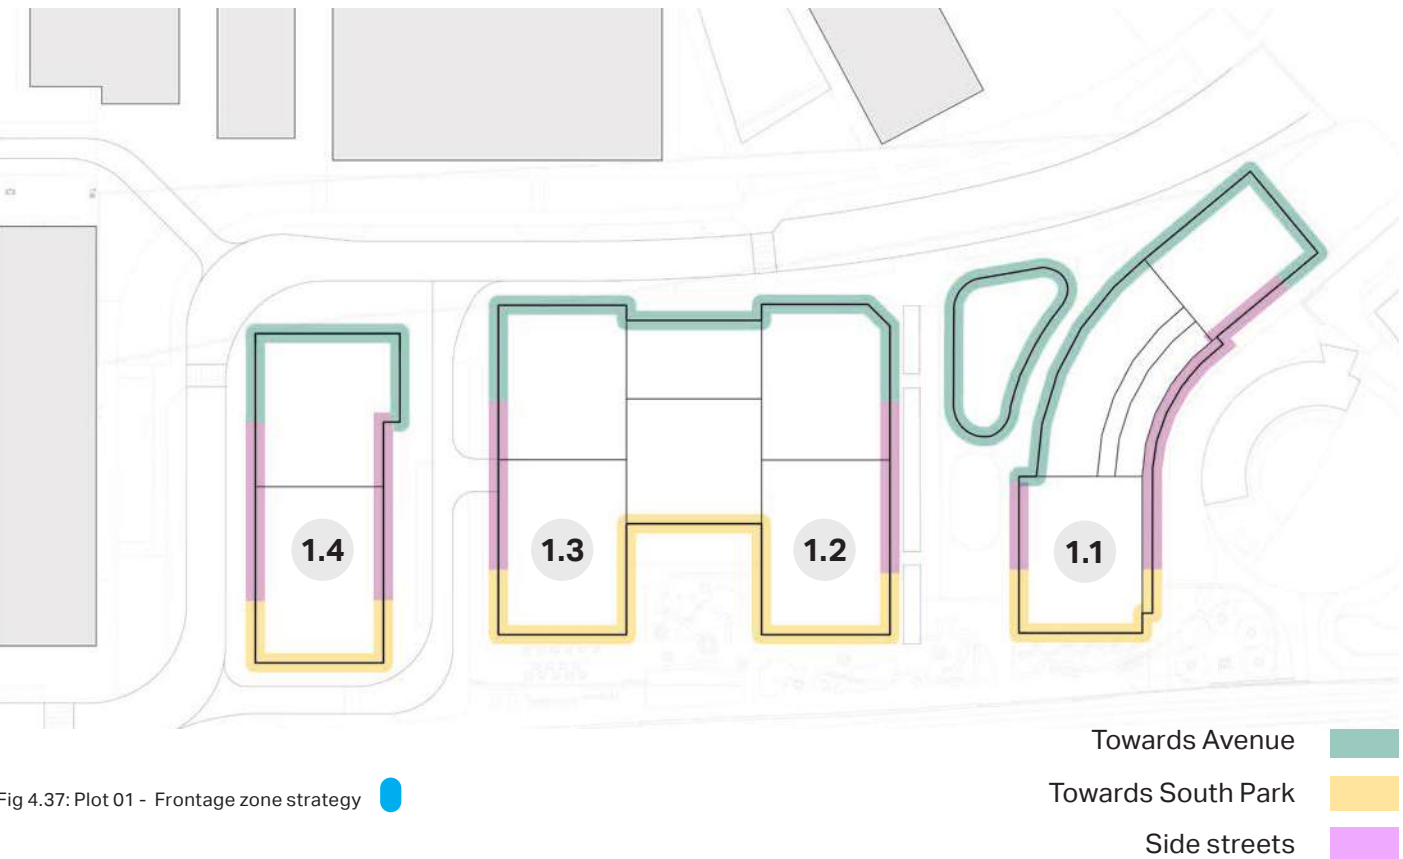 1.4
1.3
1.2
1.1
Towards Avenue
Towards South Park
Fig 4.37: Plot 01 - Frontage zone strategy
Side streets